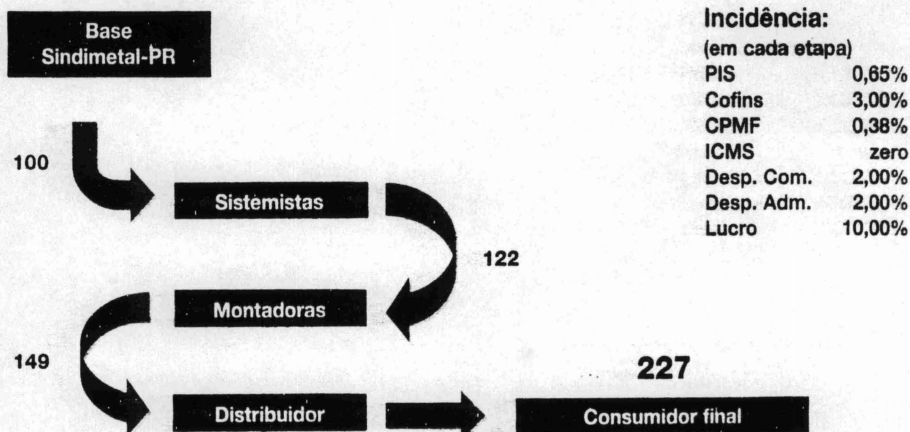 Base
Sindimetal-PR
100
Sistemistas
122
Montadoras
149
Distribuidor
227
Consumidor final
Incidência:
(em cada etapa)
PIS 0,65%
Cofins 3,00%
CPMF 0,38%
ICMS zero
Desp. Com. 2,00%
Desp. Adm. 2,00%
Lucro 10,00%